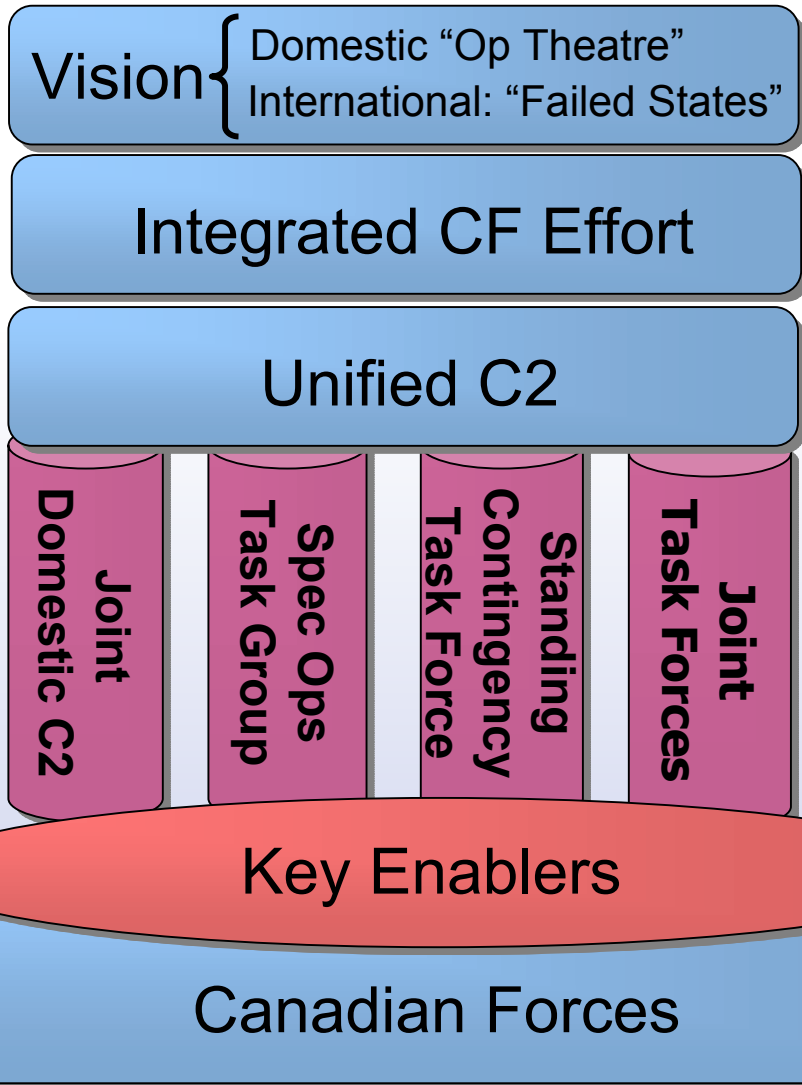 Vision
Domestic “Op Theatre”
International: “Failed States”
Integrated CF Effort
Unified C2
Joint
Domestic C2
Spec Ops
Task Group
Standing
Contingency
Task Force
Joint
Task Forces
Key Enablers
Canadian Forces